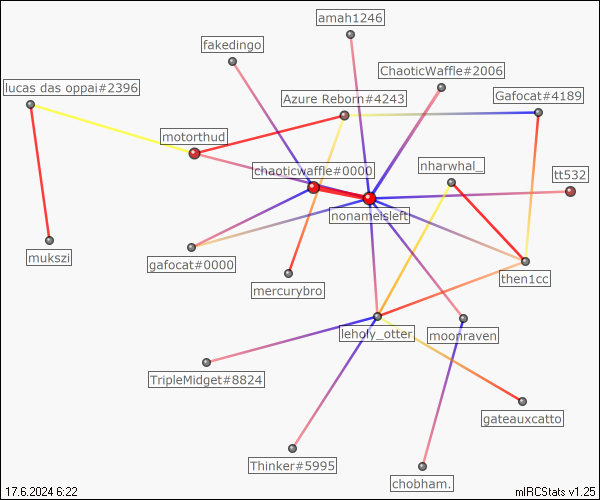 amah1246
fakedingo
ChaoticWaffle#2006
lucas das oppai#2396
Azure Reborn#4243
Gafocat#4189
motorthud
chaoticwaffle#0000
nharwhal_
tt532
nonameisleft
mukszi
gafocat#0000
then1cc
mercurybro
leholy_otter
moonraven
TripleMidget#8824
gateauxcatto
Thinker#5995
chobham.
17.6.2024 6:22
mIRCStats v1.25